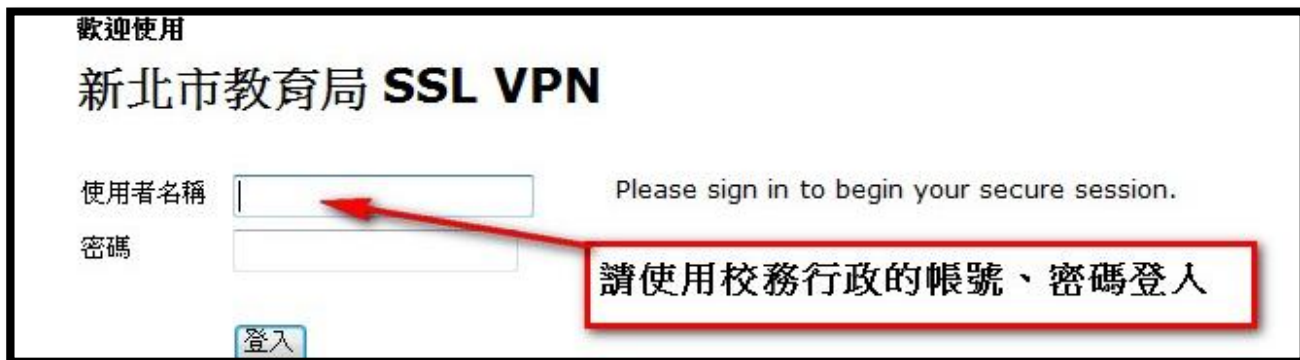 歡迎使用
新北市教育局 SSL VPN
使用者名稱
Please sign in to begin your secure session.
密碼
請使用校務行政的帳號、密碼登入
登入